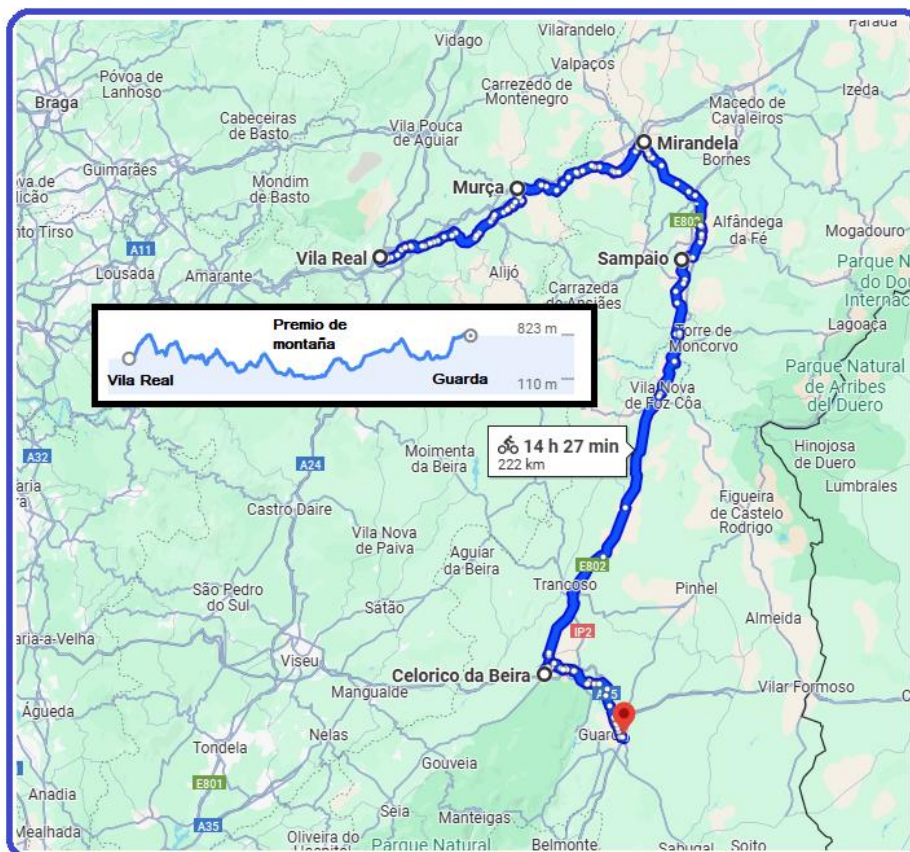 Parada
Vidago
Vilarandelo
Valpaços
Póvoa de
Lanhoso
Carrezedo de
Montenegro
Izeda
Braga
Cabeceiras
de Basto
Vila Pouca
de Aguiar
Macedo de
Cavaleiros
Mirandela
Bornes
Guimarães
Mondim
de Basto
Murça
E802
Alfândega
da Fé
Mogadouro
A11
Vila Real
Sampaio
Lousada
Amarante
Alijó
Carrazeda
de Ansiães
Lagoaça
Premio de
montaña
823 m
Torre de
Moncorvo
Vila Real
Guarda
110 m
Parque Natural
de Arribes
del Duero
Vila Nova
de Foz Côa
14 h 27 min
222 km
Moimenta
da Beira
Hinojosa
de Duero
Lumbrales
A32
A24
Castro Daire
Figueira
de Castelo
Rodrigo
Vila Nova
de Paiva
Aguiar
da Beira
E802
Trancoso
Pinhel
São Pedro
do Sul
Sátão
Almeida
IP2
Viseu
Celorico da Beira
Mangualde
Vilar Formoso
Águeda
Nelas
Tondela
Gouveia
E801
Anadia
Seia
Manteigas
A35
Mealhada
Oliveira do
Parque Natural
Belmonte
Sabugal
Soito